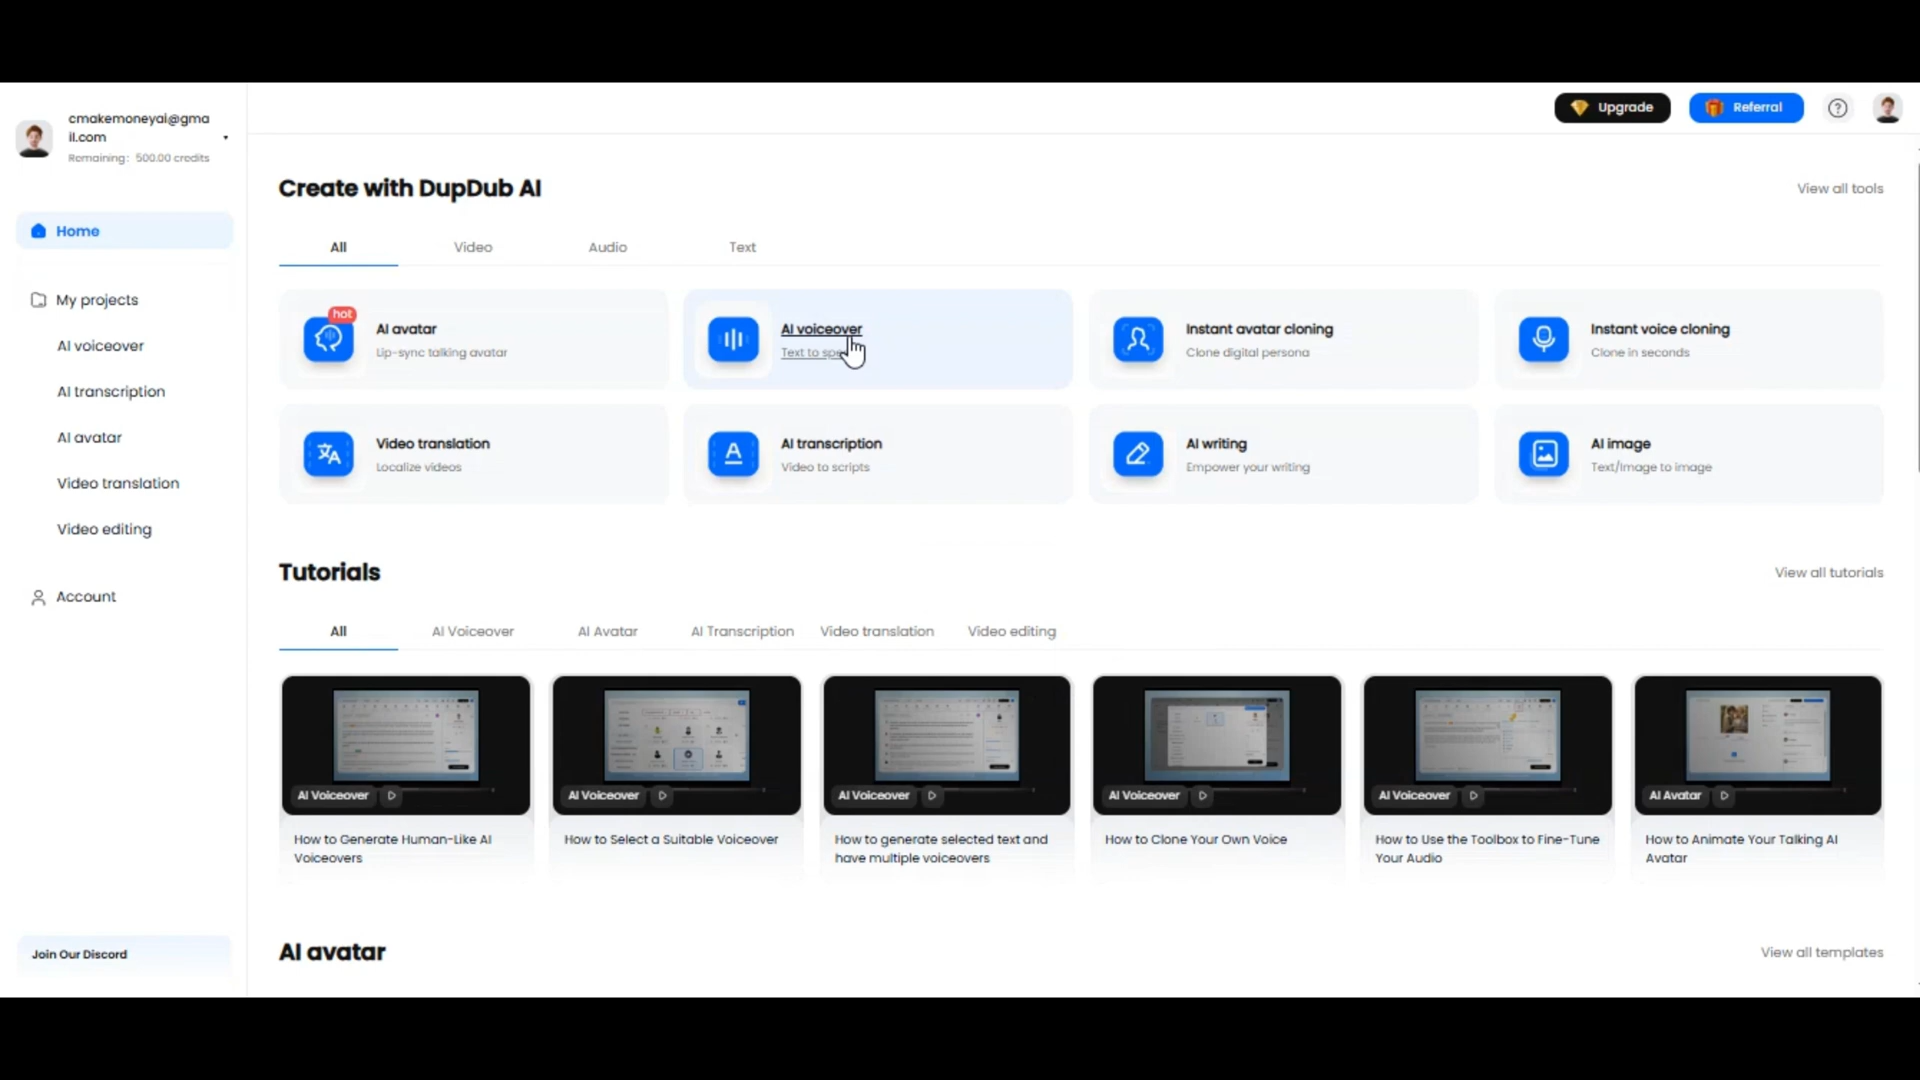 cmakemoneyai@gma
il.com
Remaining: 500.00 credits
Upgrade
Referral
Home
My projects
AI voiceover
AI transcription
AI avatar
Video translation
Video editing
Account
Join Our Discord
Create with DupDub AI
View all tools
All Video Audio Text
hot
AI avatar
Lip-sync talking avatar
AI voiceover
Text to
Instant avatar cloning
Clone digital persona
Instant voice cloning
Clone in seconds
Video translation
Localize videos
AI transcription
Video to scripts
AI writing
Empower your writing
AI image
Text/Image to image
Tutorials
View all tutorials
All AI Voiceover AI Avatar AI Transcription Video translation Video editing
AI Voiceover
How to Generate Human-Like AI
Voiceovers
AI Voiceover
How to Select a Suitable Voiceover
AI Voiceover
How to generate selected text and
have multiple voiceovers
AI Voiceover
How to Clone Your Own Voice
AI Voiceover
How to Use the Toolbox to Fine-Tune
Your Audio
AI Avatar
How to Animate Your Talking AI
Avatar
AI avatar
View all templates